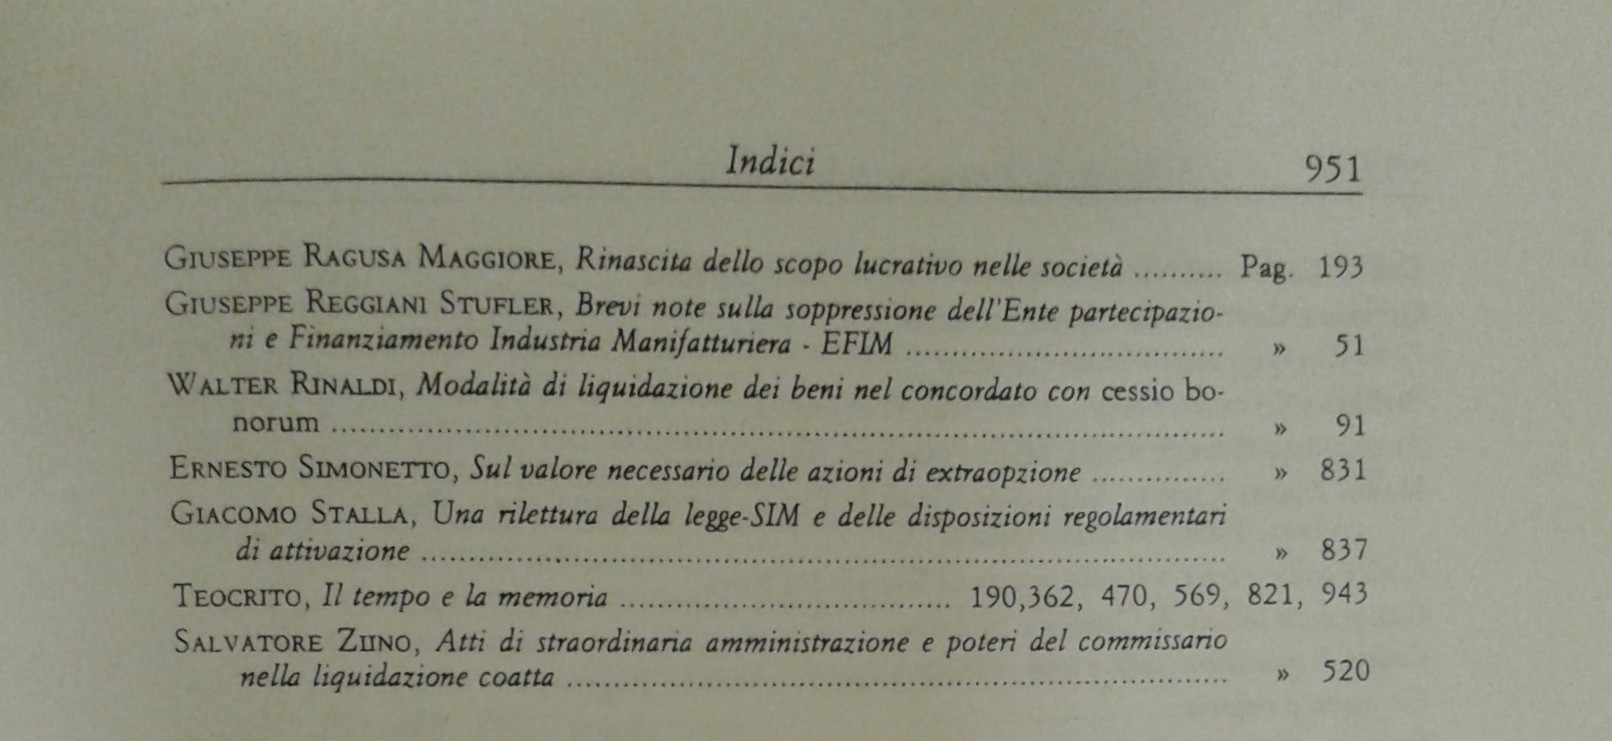 Indici 951
GIUSEPPE RAGUSA MAGGIORE, Rinascita dello scopo lucrativo nelle società .......... Pag. 193
GIUSEPPE REGGIANI STUFLER, Brevi note sulla soppressione dell'Ente partecipazio-
ni e Finanziamento Industria Manifatturiera - EFIM .................................... » 51
WALTER RINALDI, Modalità di liquidazione dei beni nel concordato con cessio bo-
norum .................................................................................................... » 91
ERNESTO SIMONETTO, Sul valore necessario delle azioni di extraopzione ............... » 831
GIACOMO STALLA, Una rilettura della legge-SIM e delle disposizioni regolamentari
di attivazione .......................................................................................... » 837
TEOCRITO, Il tempo e la memoria ..................................... 190,362, 470, 569, 821, 943
SALVATORE ZIINO, Atti di straordinaria amministrazione e poteri del commissario
nella liquidazione coatta .......................................................................... » 520